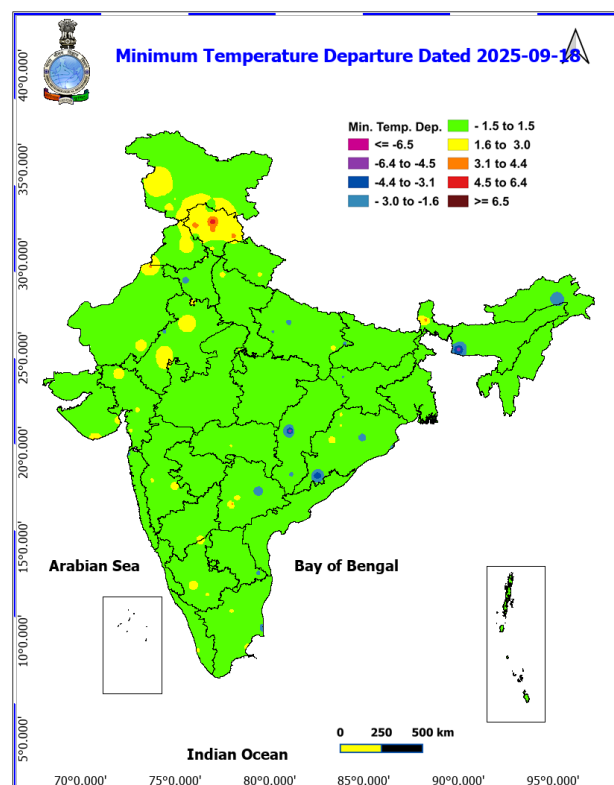 Minimum Temperature Departure Dated 2025-09-18
Min. Temp. Dep.
<= -6.5
-6.4 to -4.5
-4.4 to -3.1
- 3.0 to -1.6
- 1.5 to 1.5
1.6 to 3.0
3.1 to 4.4
4.5 to 6.4
>= 6.5
40°0.000'
35°0.000'
30°0.000'
25°0.000'
20°0.000'
15°0.000'
10°0.000'
5°0.000'
Arabian Sea
Bay of Bengal
Indian Ocean
0 250 500 km
70°0.000' 75°0.000' 80°0.000' 85°0.000' 90°0.000' 95°0.000'